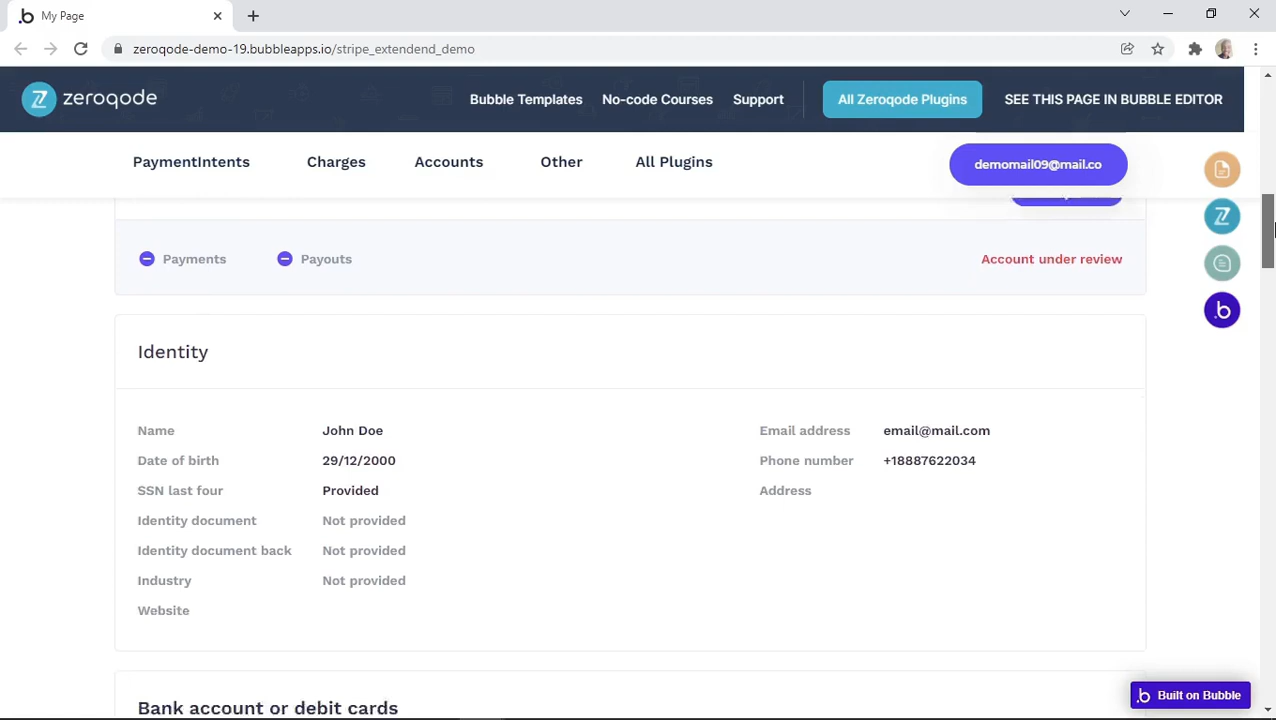 My Page
zeroqode-demo-19.bubbleapps.io/stripe_extendend_demo
zeroqode
Bubble Templates No-code Courses Support All Zeroqode Plugins SEE THIS PAGE IN BUBBLE EDITOR
PaymentIntents Charges Accounts Other All Plugins demomail09@mail.co
Payments Payouts Account under review
Identity
Name John Doe Email address email@mail.com
Date of birth 29/12/2000 Phone number +18887622034
SSN last four Provided Address
Identity document Not provided
Identity document back Not provided
Industry Not provided
Website
Bank account or debit cards
Built on Bubble